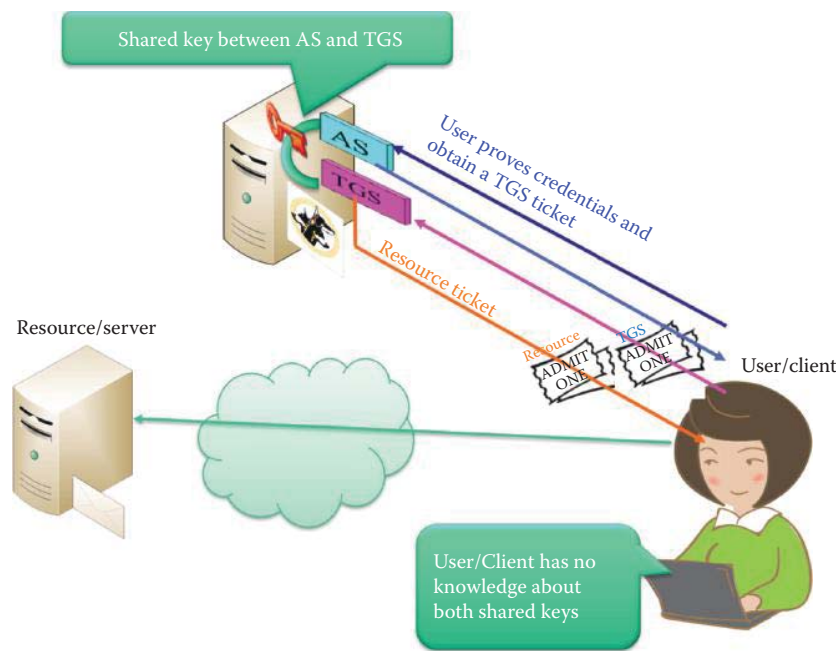 Shared key between AS and TGS
AS
TGS
User proves credentials and
obtain a TGS ticket
Resource ticket
Resource/server
Resource
ADMIT
ONE
TGS
ADMIT
ONE
User/client
User/Client has no
knowledge about
both shared keys